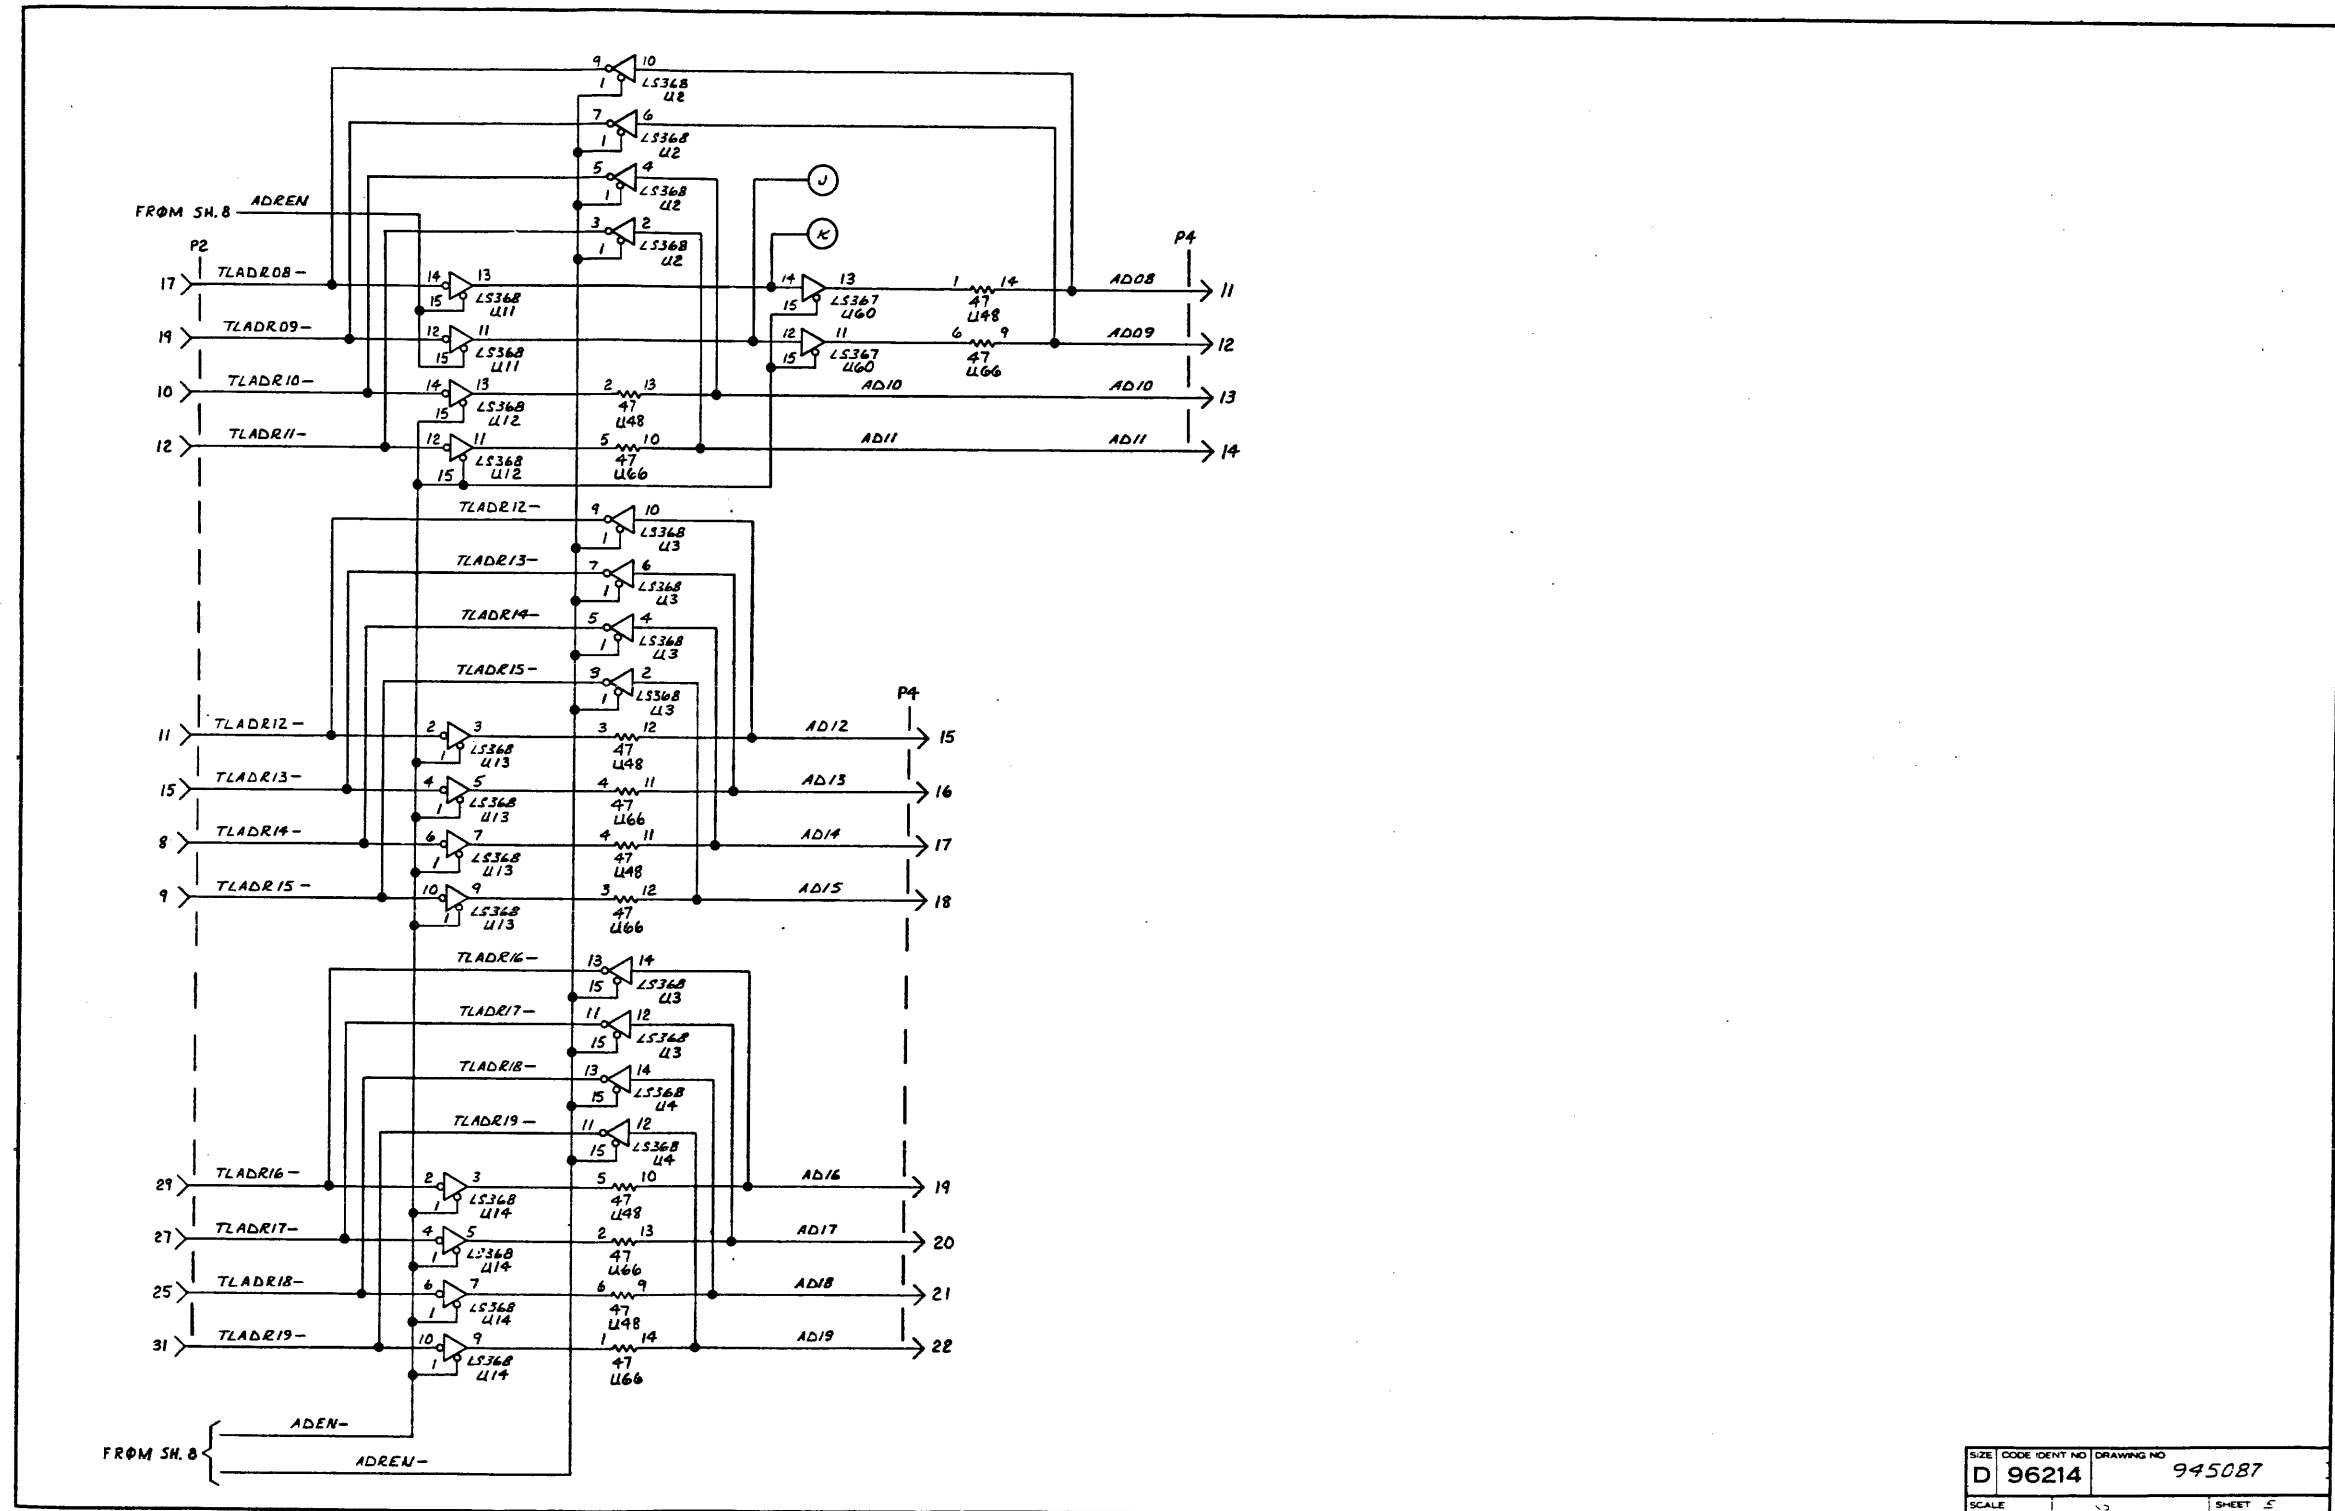 9 10
1 LS368
U2
7 6
1 LS368
U2
5 4
1 LS368
U2
J
FRØM SH.8 ADREN
3 2
1 LS368
U2
K
P2
P4
17 TLADR08- 14 13 14 13 1 14 AD08 11
15 LS368 15 LS367 47
U11 U60 U48
19 TLADR09- 12 11 12 11 6 9 AD09 12
15 LS368 15 LS367 47
U11 U60 U66
10 TLADR10- 14 13 2 13 AD10 AD10 13
15 LS368 47
U12 U48
12 TLADR11- 12 11 5 10 AD11 AD11 14
LS368 47
15 U12 U66
TLADR12- 9 10
1 LS368
U3
TLADR13- 7 6
1 LS368
U3
TLADR14- 5 4
1 LS368
U3
TLADR15- 3 2
1 LS368
U3
P4
11 TLADR12- 2 3 3 12 AD12 15
1 LS368 47
U13 U48
15 TLADR13- 4 5 4 11 AD13 16
1 LS368 47
U13 U66
8 TLADR14- 6 7 4 11 AD14 17
1 LS368 47
U13 U48
9 TLADR15- 10 9 3 12 AD15 18
1 LS368 47
U13 U66
TLADR16- 13 14
15 LS368
U3
TLADR17- 11 12
15 LS368
U3
TLADR18- 13 14
15 LS368
U4
TLADR19- 11 12
15 LS368
U4
29 TLADR16- 2 3 5 10 AD16 19
1 LS368 47
U14 U48
27 TLADR17- 4 5 2 13 AD17 20
1 LS368 47
U14 U66
25 TLADR18- 6 7 6 9 AD18 21
1 LS368 47
U14 U48
31 TLADR19- 10 9 1 14 AD19 22
1 LS368 47
U14 U66
ADEN-
FRØM SH. 8
ADREN-
SIZE CODE IDENT NO DRAWING NO
D 96214 945087
SCALE SHEET 5